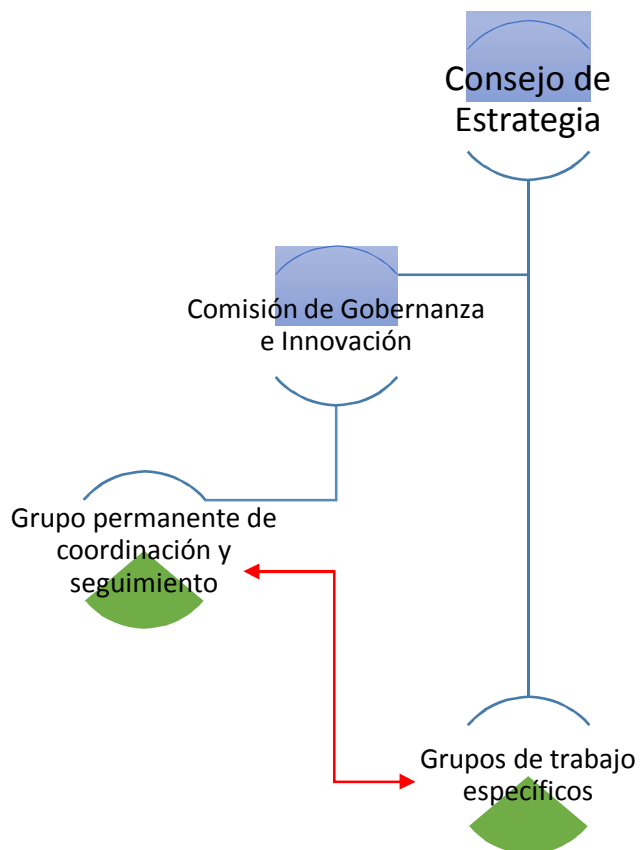 Consejo de
Estrategia
Comisión de Gobernanza
e Innovación
Grupo permanente de
coordinación y
seguimiento
Grupos de trabajo
específicos